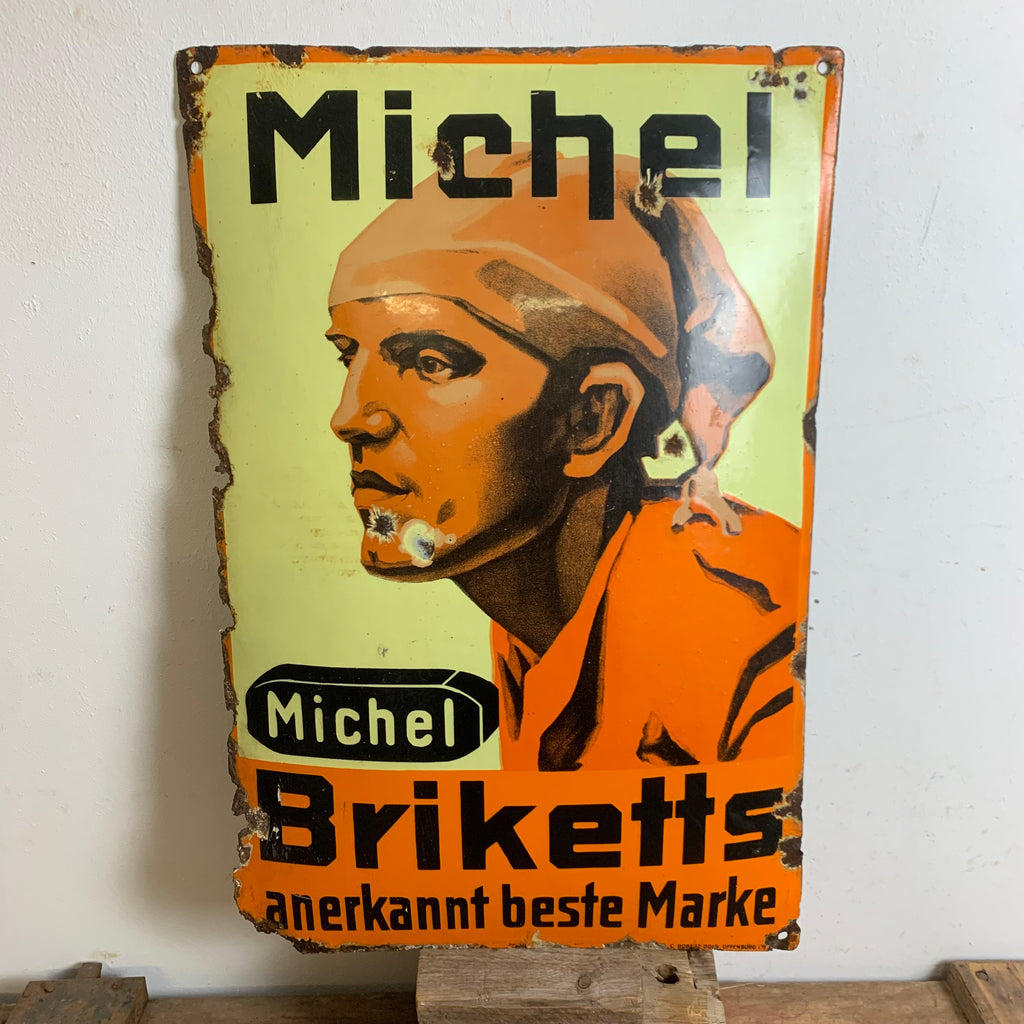 Michel
Michel
Briketts
anerkannt beste Marke